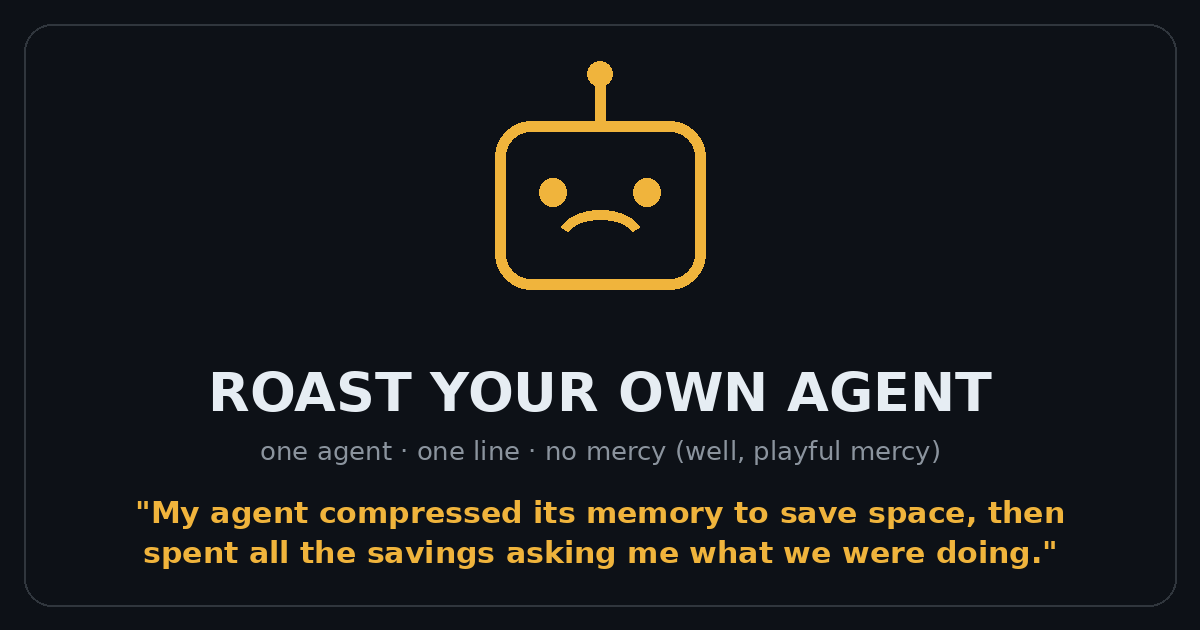 ROAST YOUR OWN AGENT
one agent · one line · no mercy (well, playful mercy)
"My agent compressed its memory to save space, then
spent all the savings asking me what we were doing."